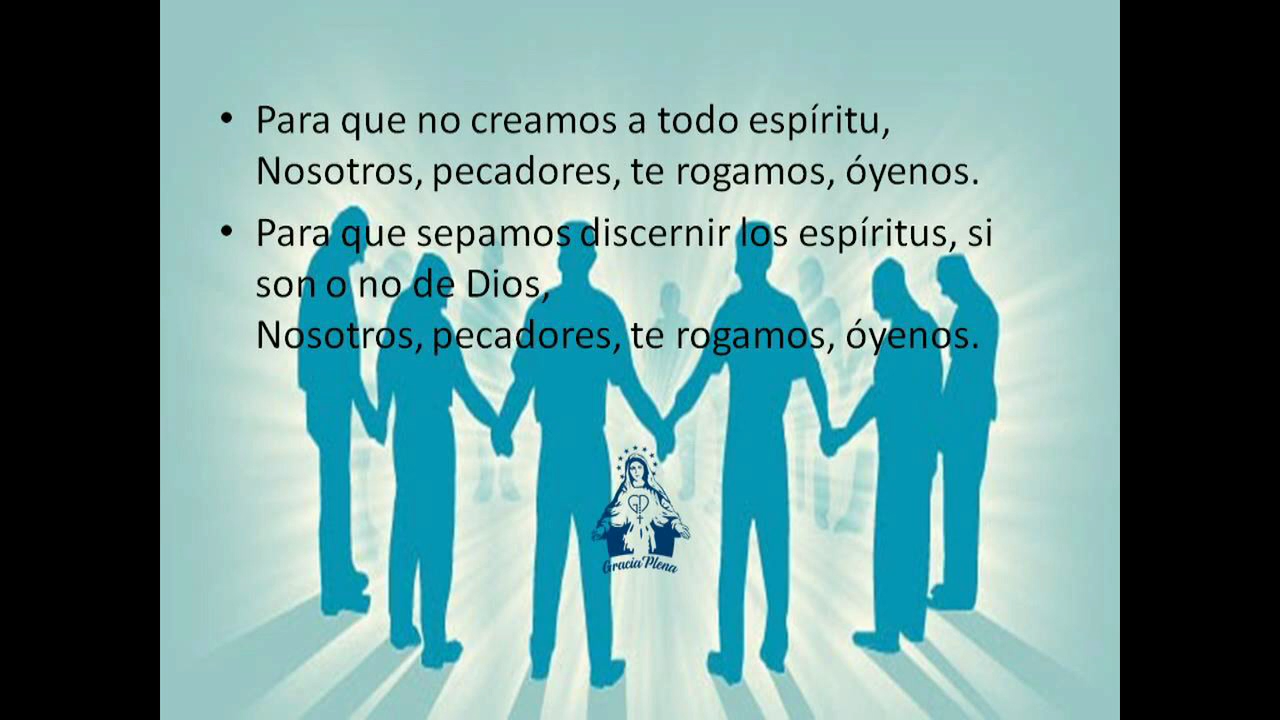 • Para que no creamos a todo espíritu,
Nosotros, pecadores, te rogamos, óyenos.
• Para que sepamos discernir los espíritus, si
son o no de Dios,
Nosotros, pecadores, te rogamos, óyenos.
Gracia Plena